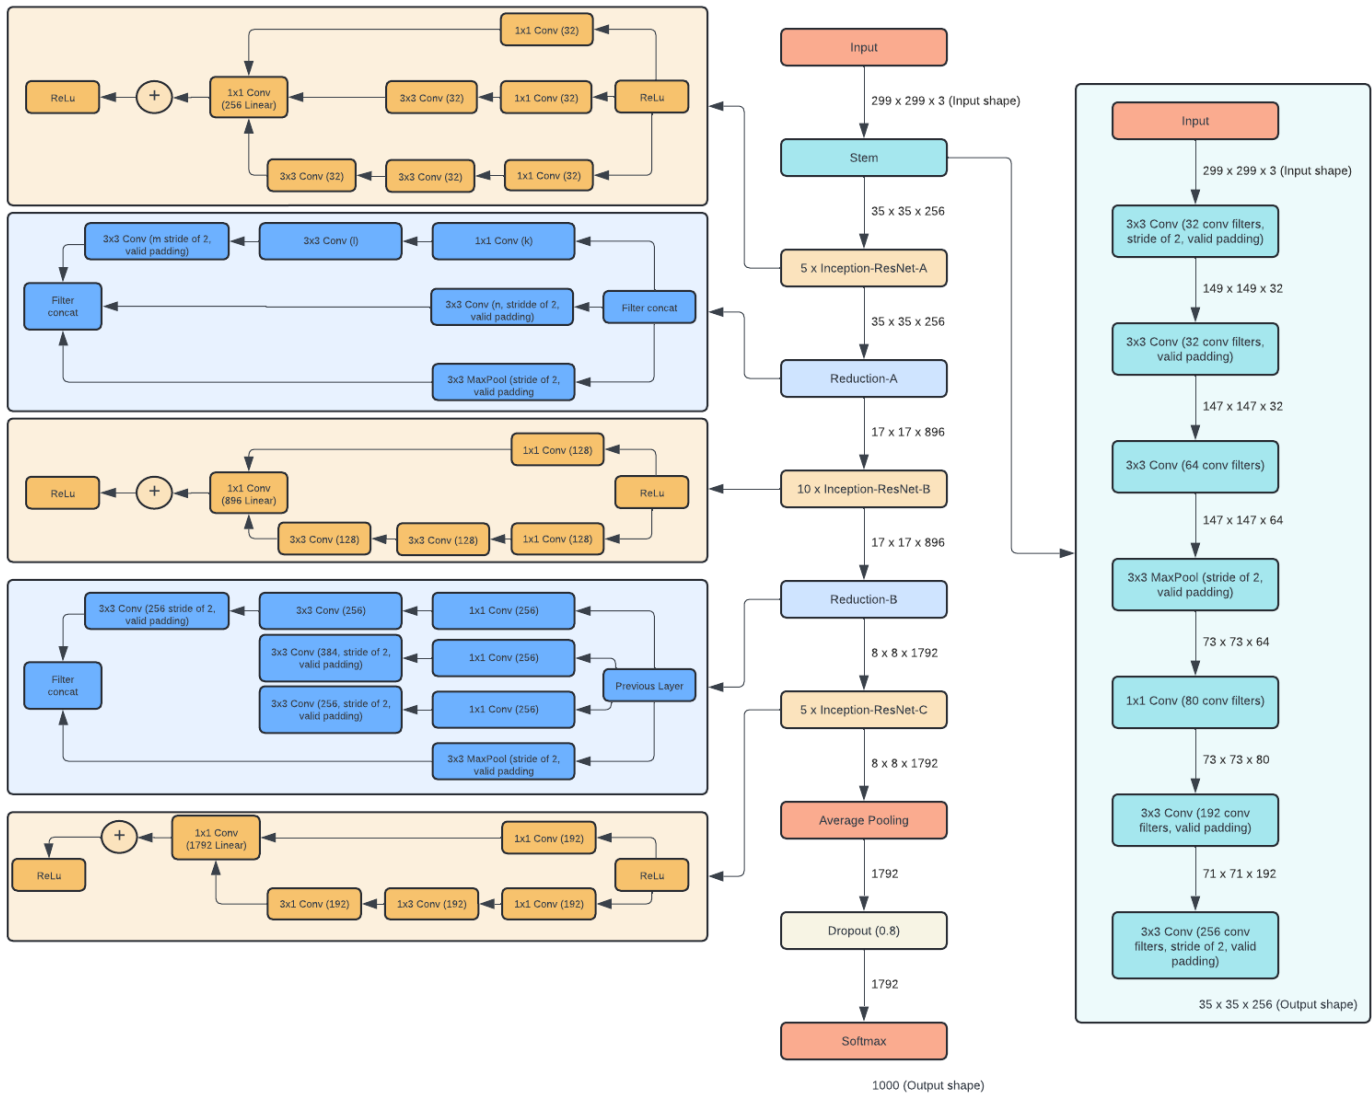 1x1 Conv (32)
ReLu
+
1x1 Conv
(256 Linear)
3x3 Conv (32)
1x1 Conv (32)
ReLu
3x3 Conv (32)
3x3 Conv (32)
1x1 Conv (32)
3x3 Conv (m stride of 2,
valid padding)
3x3 Conv (l)
1x1 Conv (k)
Filter
concat
3x3 Conv (n, stridde of 2,
valid padding)
Filter concat
3x3 MaxPool (stride of 2,
valid padding
1x1 Conv (128)
ReLu
+
1x1 Conv
(896 Linear)
ReLu
3x3 Conv (128)
3x3 Conv (128)
1x1 Conv (128)
3x3 Conv (256 stride of 2,
valid padding)
3x3 Conv (256)
1x1 Conv (256)
3x3 Conv (384, stride of 2,
valid padding)
1x1 Conv (256)
Filter
concat
Previous Layer
3x3 Conv (256, stride of 2,
valid padding)
1x1 Conv (256)
3x3 MaxPool (stride of 2,
valid padding
+
1x1 Conv
(1792 Linear)
1x1 Conv (192)
ReLu
ReLu
3x1 Conv (192)
1x3 Conv (192)
1x1 Conv (192)
Input
299 x 299 x 3 (Input shape)
Stem
35 x 35 x 256
5 x Inception-ResNet-A
35 x 35 x 256
Reduction-A
17 x 17 x 896
10 x Inception-ResNet-B
17 x 17 x 896
Reduction-B
8 x 8 x 1792
5 x Inception-ResNet-C
8 x 8 x 1792
Average Pooling
1792
Dropout (0.8)
1792
Softmax
1000 (Output shape)
Input
299 x 299 x 3 (Input shape)
3x3 Conv (32 conv filters,
stride of 2, valid padding)
149 x 149 x 32
3x3 Conv (32 conv filters,
valid padding)
147 x 147 x 32
3x3 Conv (64 conv filters)
147 x 147 x 64
3x3 MaxPool (stride of 2,
valid padding)
73 x 73 x 64
1x1 Conv (80 conv filters)
73 x 73 x 80
3x3 Conv (192 conv
filters, valid padding)
71 x 71 x 192
3x3 Conv (256 conv
filters, stride of 2, valid
padding)
35 x 35 x 256 (Output shape)